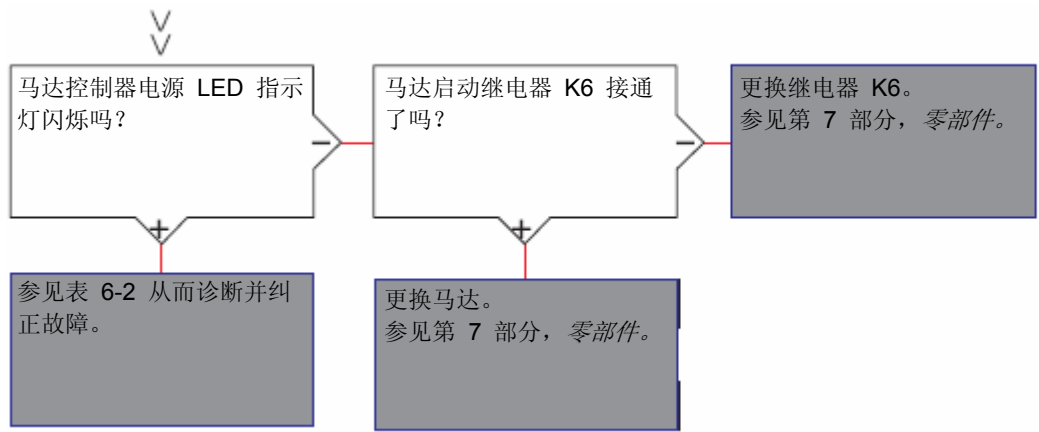 马达控制器电源 LED 指示
灯闪烁吗?
－
+
马达启动继电器 K6 接通
了吗?
－
+
更换继电器 K6。
参见第 7 部分，零部件。
参见表 6-2 从而诊断并纠
正故障。
更换马达。
参见第 7 部分，零部件。